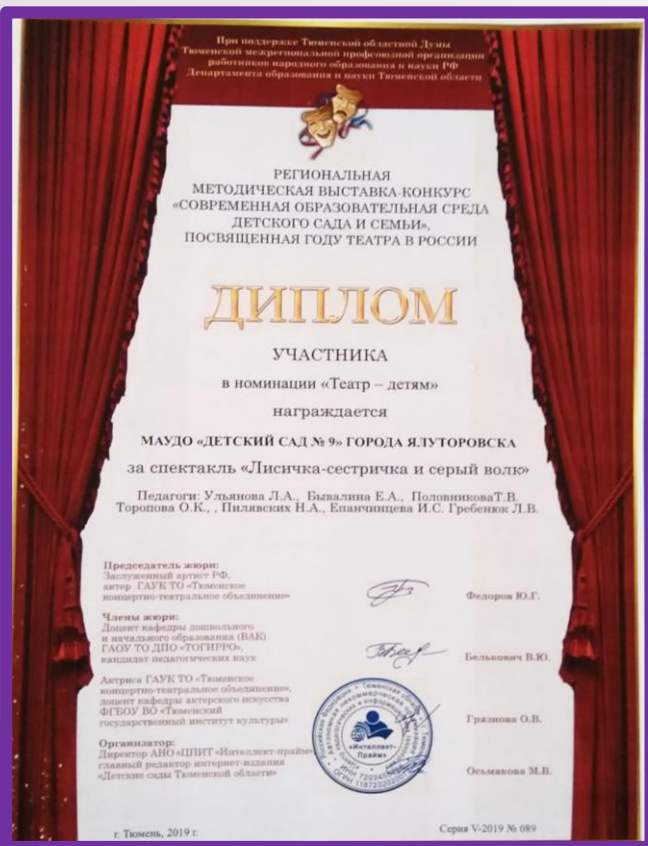 При поддержке Тюменской областной Думы
Тюменской межрегиональной профсоюзной организации
работников народного образования и науки РФ
Департамента образования и науки Тюменской области
РЕГИОНАЛЬНАЯ
МЕТОДИЧЕСКАЯ ВЫСТАВКА-КОНКУРС
«СОВРЕМЕННАЯ ОБРАЗОВАТЕЛЬНАЯ СРЕДА
ДЕТСКОГО САДА И СЕМЬИ»,
ПОСВЯЩЕННАЯ ГОДУ ТЕАТРА В РОССИИ
ДИПЛОМ
УЧАСТНИКА
в номинации «Театр – детям»
награждается
МАУДО «ДЕТСКИЙ САД № 9» ГОРОДА ЯЛУТОРОВСКА
за спектакль «Лисичка-сестричка и серый волк»
Педагоги: Ульянова Л.А., Бывалина Е.А., ПоловниковаТ.В.
Торопова О.К., , Пилявских Н.А., Епанчинцева И.С. Гребенюк Л.В.
Председатель жюри:
Заслуженный артист РФ,
актер ГАУК ТО «Тюменское
концертно-театральное объединение»
Федоров Ю.Г.
Члены жюри:
Доцент кафедры дошкольного
и начального образования (ВАК)
ГАОУ ТО ДПО «ТОГИРРО»,
кандидат педагогических наук
Белькович В.Ю.
Актриса ГАУК ТО «Тюменское
концертно-театральное объединение»,
доцент кафедры актерского искусства
ФГБОУ ВО «Тюменский
государственный институт культуры»
Грязнова О.В.
Организатор:
Директор АНО «ЦПИТ «Интеллект-прайм»
главный редактор интернет-издания
«Детские сады Тюменской области»
Осьмакова М.В.
«Интеллект-
Прайм»
г. Тюмень, 2019 г.
Серия V-2019 № 089